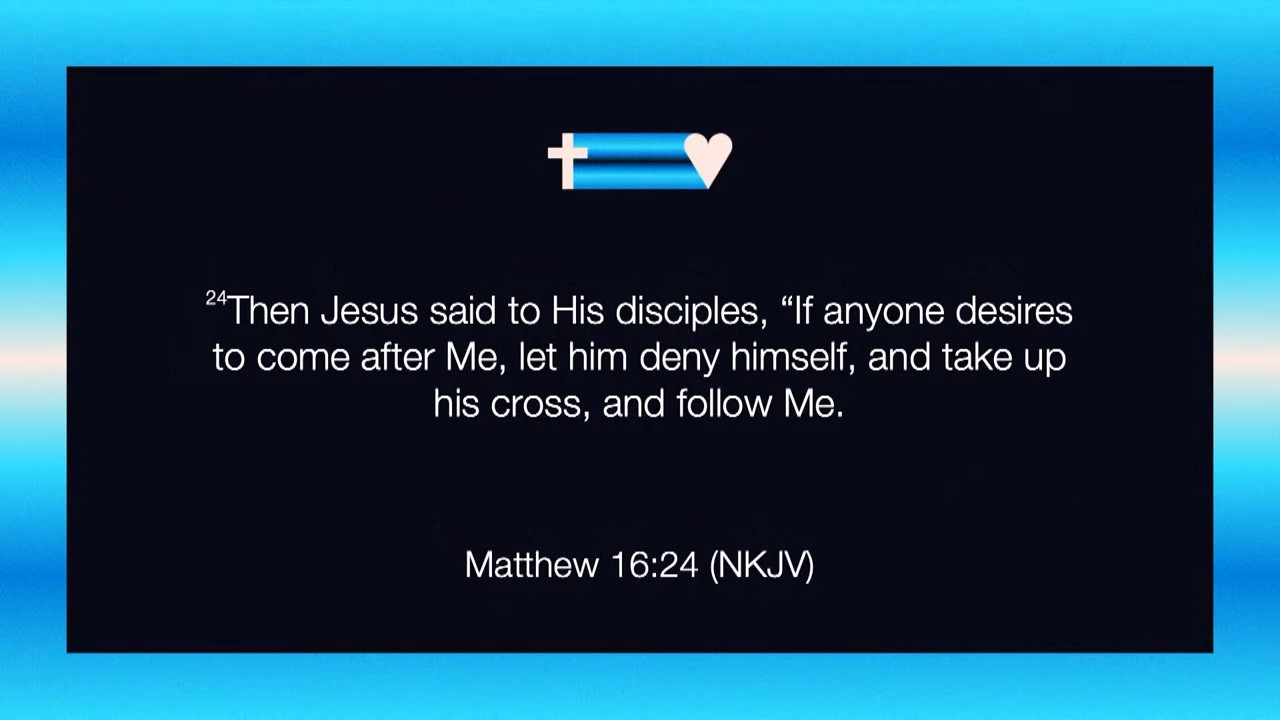 24Then Jesus said to His disciples, “If anyone desires
to come after Me, let him deny himself, and take up
his cross, and follow Me.
Matthew 16:24 (NKJV)